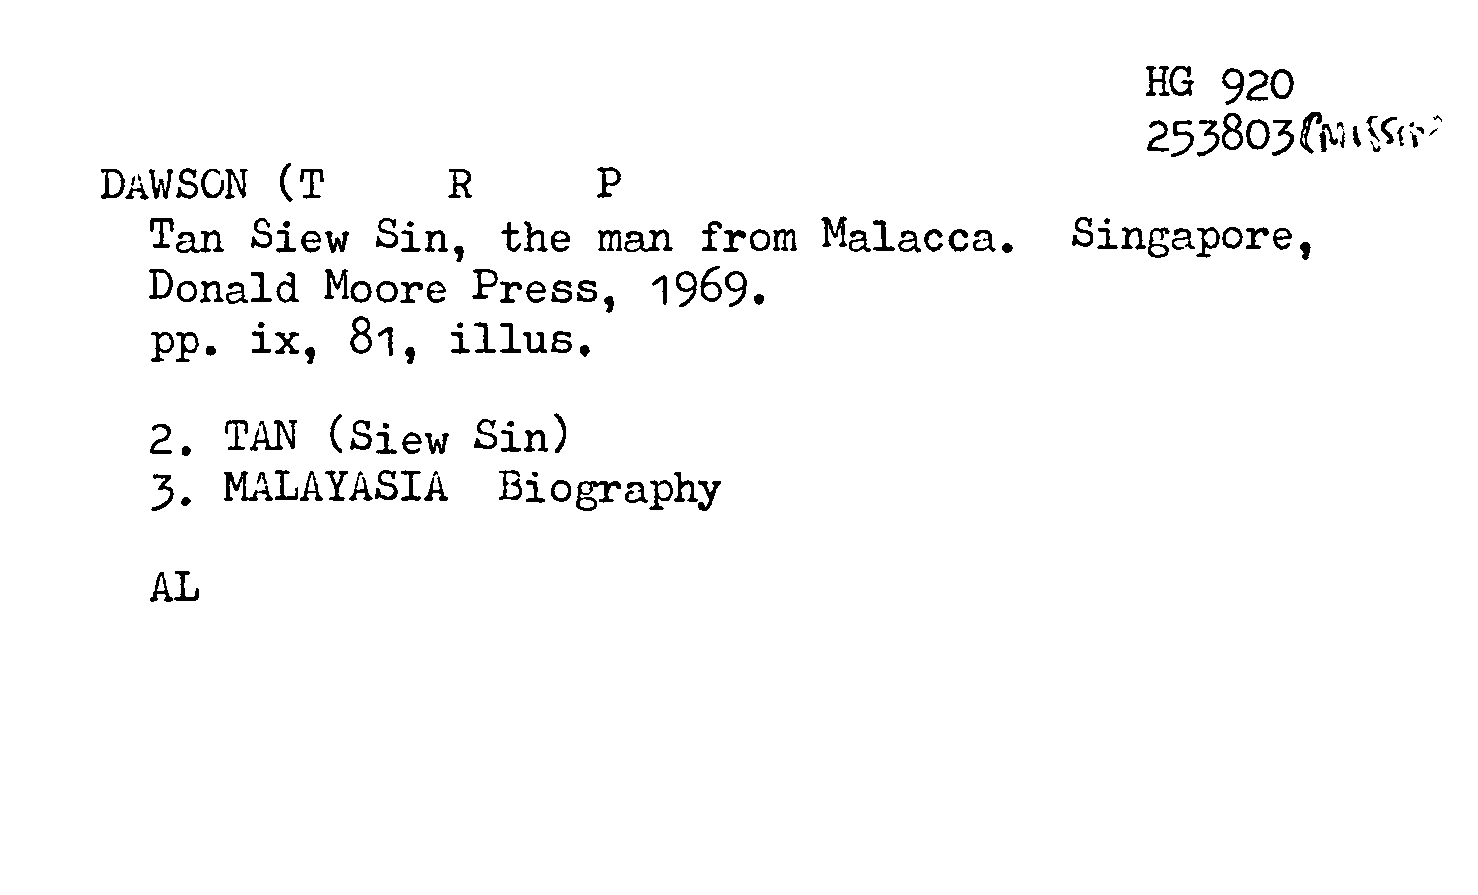 HG 920
253803
DAWSON (T R P
Tan Siew Sin, the man from Malacca. Singapore,
Donald Moore Press, 1969.
pp. ix, 81, illus.
2. TAN (Siew Sin)
3. MALAYASIA Biography
AL